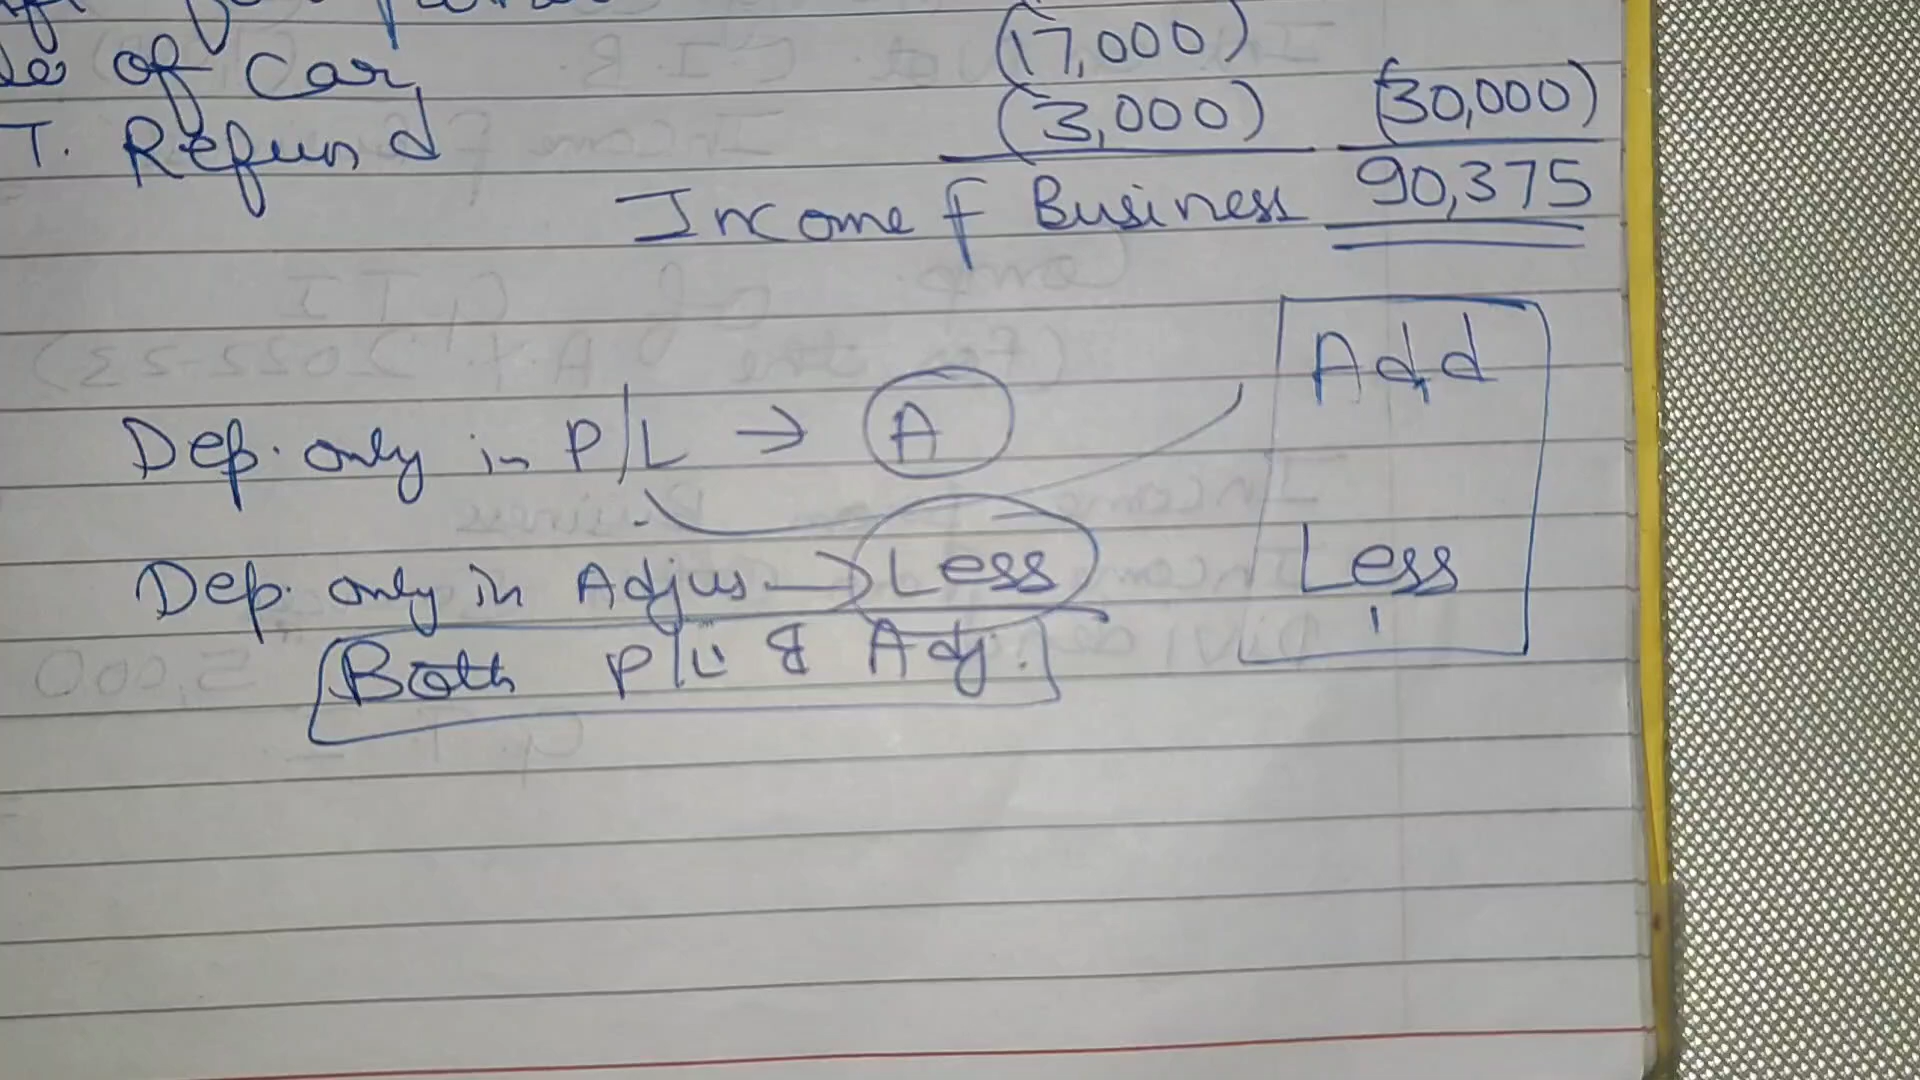 (17,000)
of Car
(3,000) (30,000)
T. Refund
Income f Business 90,375
Add
Dep. only in P/L → A
Dep. only in Adjus. → Less
Less
Both P/L & Adj.